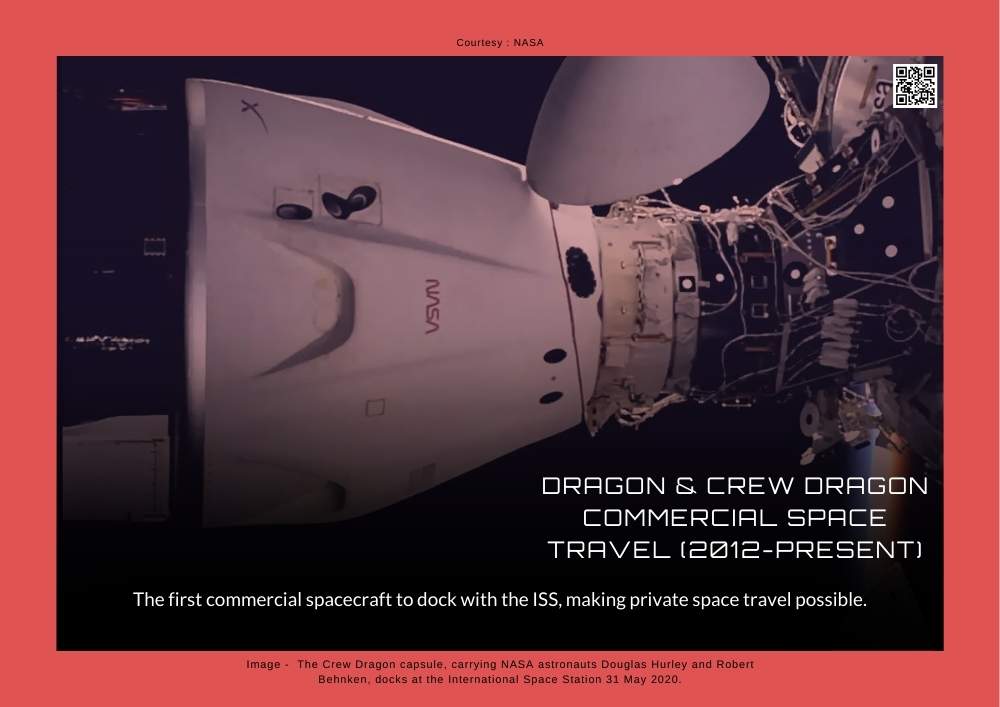 Courtesy : NASA
NASA
DRAGON & CREW DRAGON
COMMERCIAL SPACE
TRAVEL (2012-PRESENT)
The first commercial spacecraft to dock with the ISS, making private space travel possible.
Image -  The Crew Dragon capsule, carrying NASA astronauts Douglas Hurley and Robert
Behnken, docks at the International Space Station 31 May 2020.